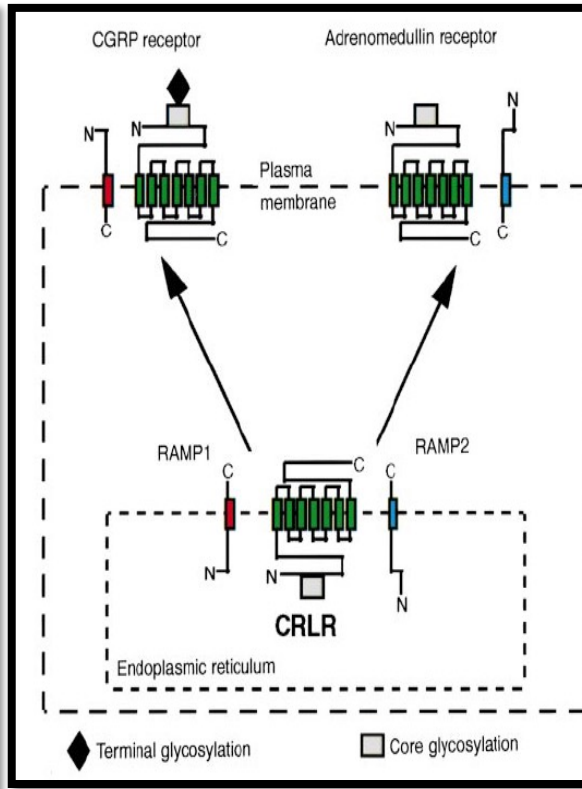 CGRP receptor
Adrenomedullin receptor
N
N
N
N
Plasma
membrane
C
C
C
C
RAMP1
C
C
C
RAMP2
N
N
N
CRLR
Endoplasmic reticulum
Terminal glycosylation
Core glycosylation